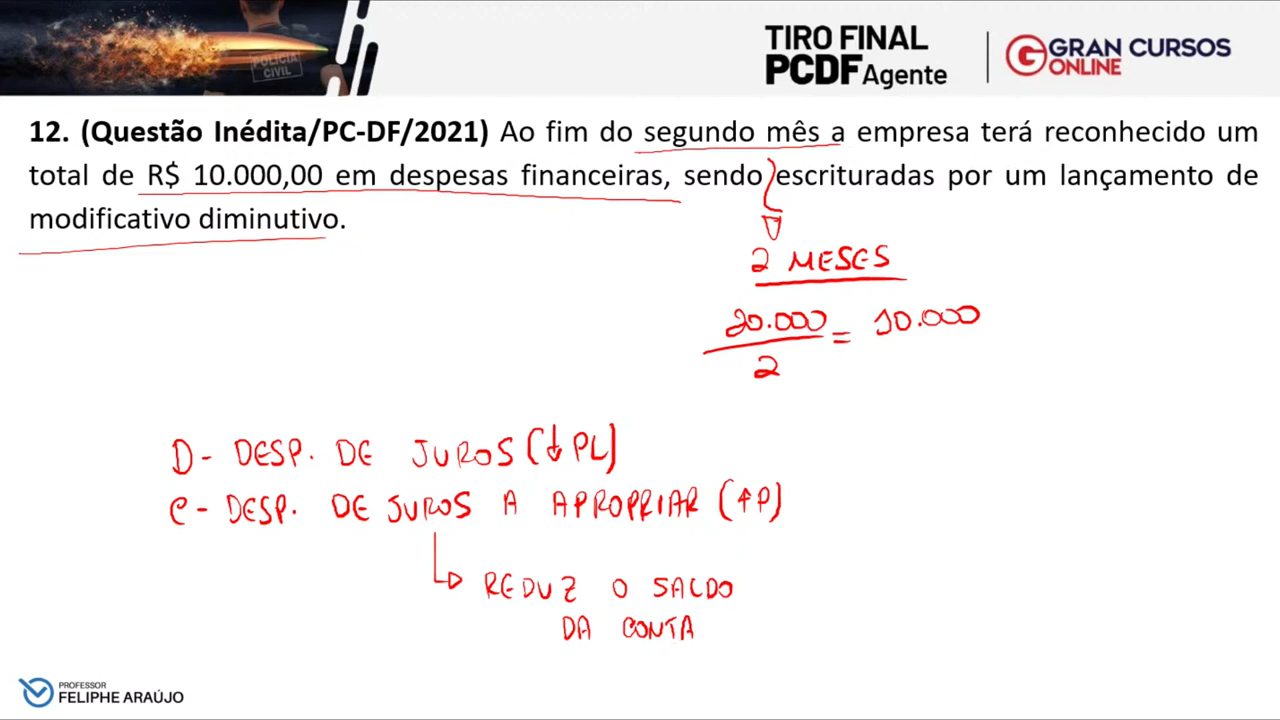 POLICIA
CIVIL
TIRO FINAL
PCDF Agente
GRAN CURSOS
ONLINE
12. (Questão Inédita/PC-DF/2021) Ao fim do segundo mês a empresa terá reconhecido um
total de R$ 10.000,00 em despesas financeiras, sendo escrituradas por um lançamento de
modificativo diminutivo.
2 MESES
20.000
2
= 10.000
D- DESP. DE JUROS (↓PL)
C- DESP. DE JUROS A APROPRIAR (↑P)
REDUZ O SALDO
DA CONTA
PROFESSOR
FELIPHE ARAÚJO